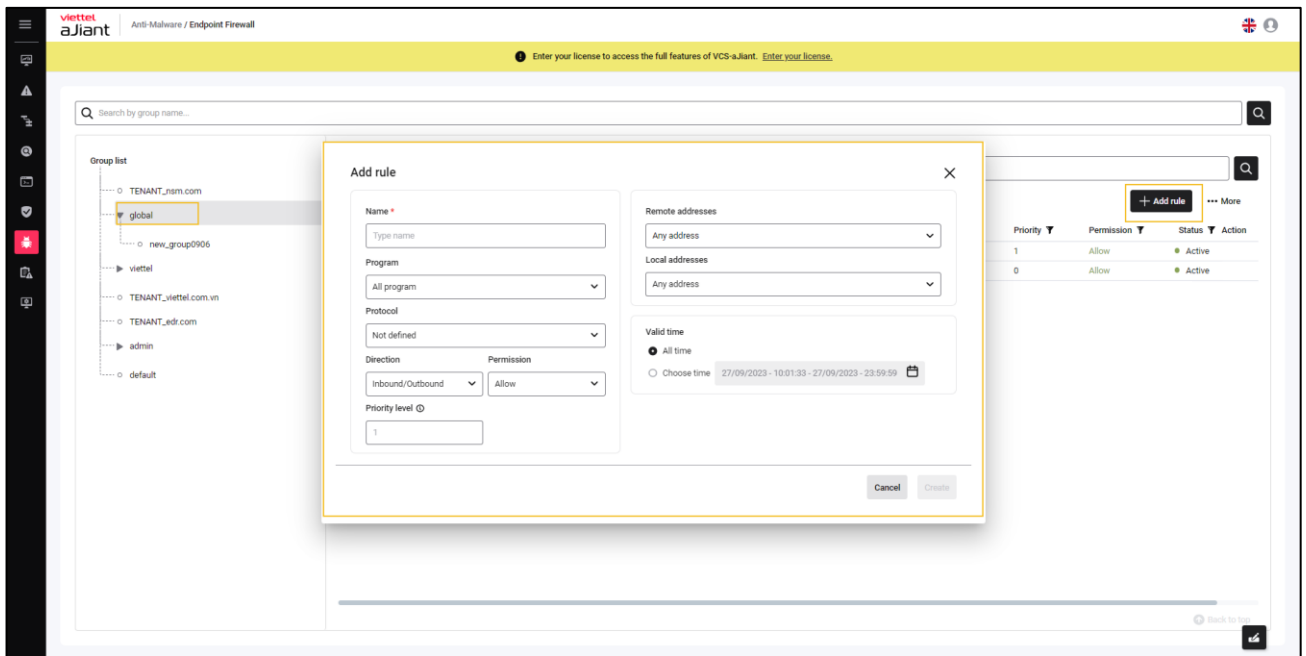 viettel
aJiant
Anti-Malware / Endpoint Firewall
Enter your license to access the full features of VCS-aJiant. Enter your license.
Search by group name...
Group list
TENANT_nsm.com
global
new_group0906
viettel
TENANT_viettel.com.vn
TENANT_edr.com
admin
default
Add rule
Name *
Type name
Program
All program
Protocol
Not defined
Direction Permission
Inbound/Outbound Allow
Priority level
1
Remote addresses
Any address
Local addresses
Any address
Valid time
All time
Choose time 27/09/2023 - 10:01:33 - 27/09/2023 - 23:59:59
Cancel Create
+ Add rule ••• More
Priority Permission Status Action
1 Allow Active
0 Allow Active
Back to top